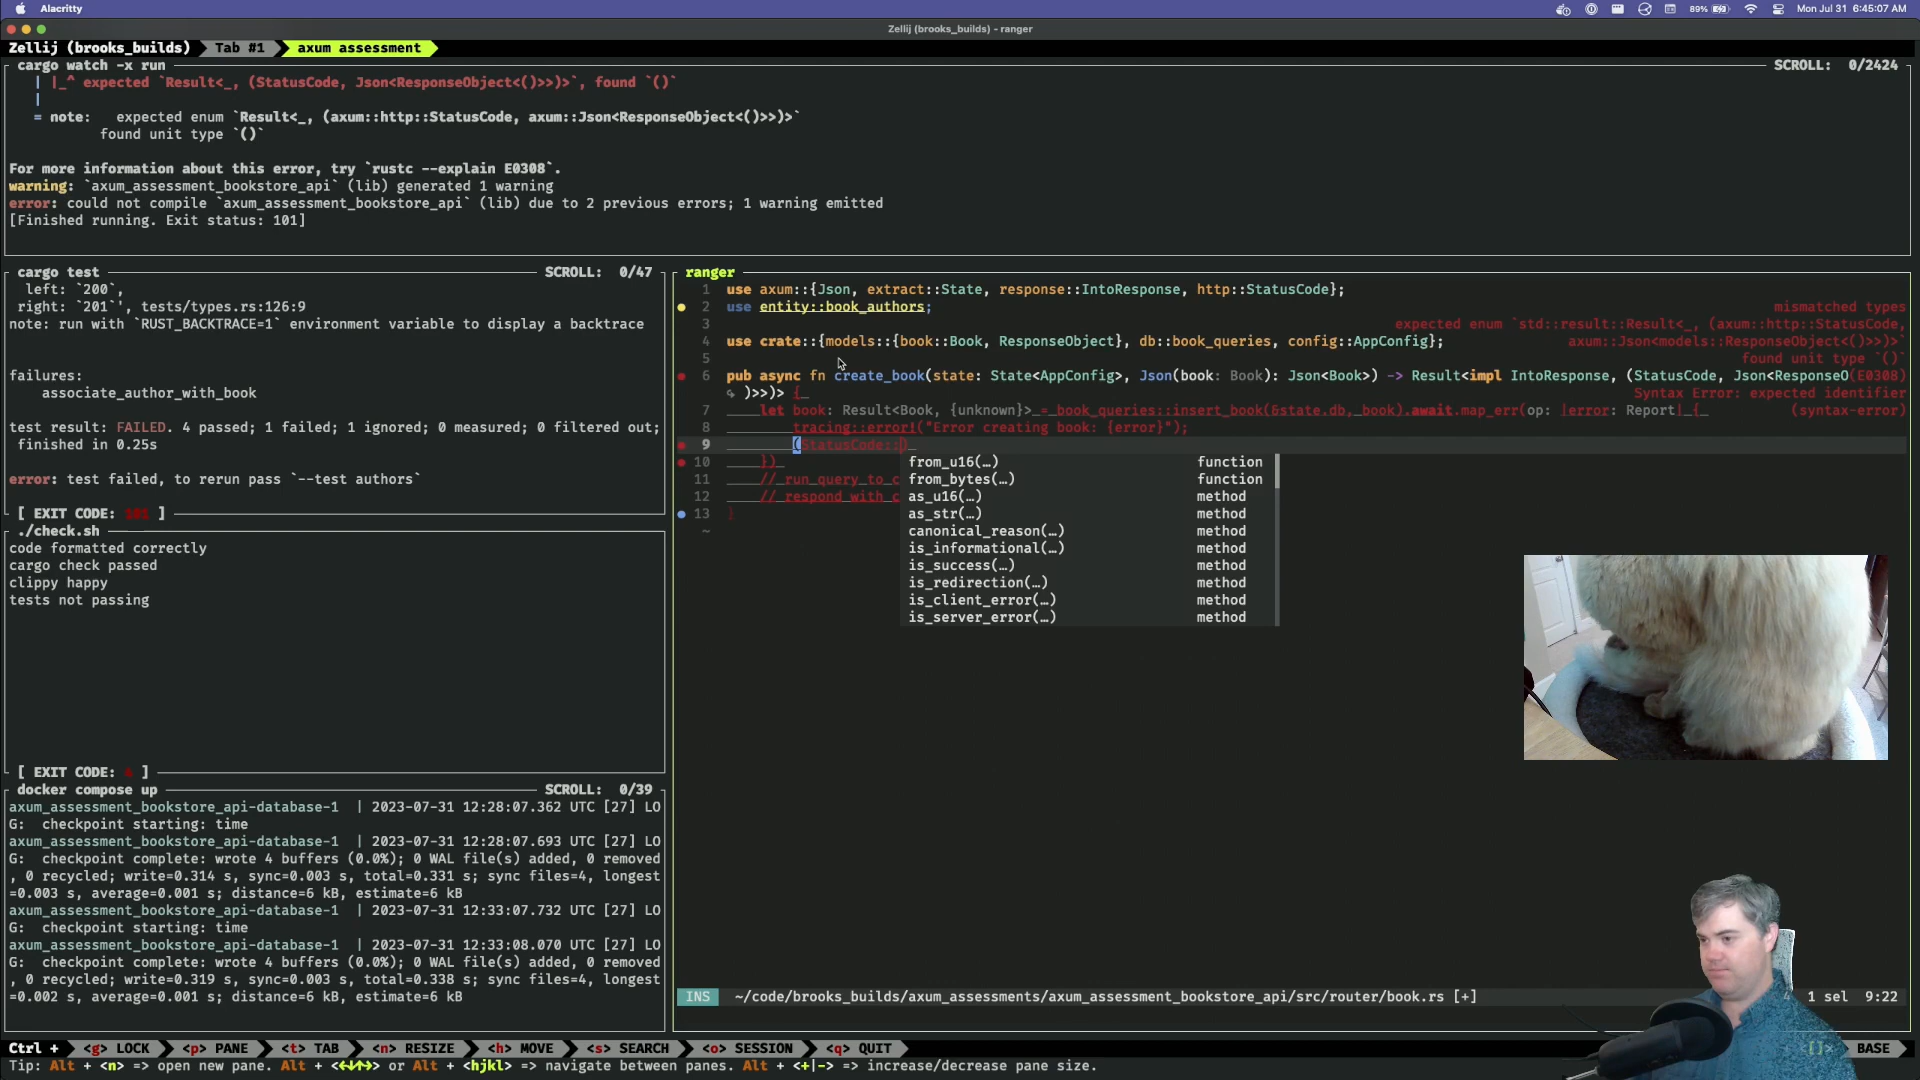 Alacritty
89%
Mon Jul 31 6:45:07 AM
Zellij (brooks_builds) - ranger
Zellij (brooks_builds) Tab #1 axum assessment
cargo watch -x run
SCROLL: 0/2424
| |_^ expected `Result<_, (StatusCode, Json<ResponseObject<()>>)>`, found `()`
|
= note: expected enum `Result<_, (axum::http::StatusCode, axum::Json<ResponseObject<()>>)>`
found unit type `()`
For more information about this error, try `rustc --explain E0308`.
warning: `axum_assessment_bookstore_api` (lib) generated 1 warning
error: could not compile `axum_assessment_bookstore_api` (lib) due to 2 previous errors; 1 warning emitted
[Finished running. Exit status: 101]
cargo test
SCROLL: 0/47
left: `200`,
right: `201`', tests/types.rs:126:9
note: run with `RUST_BACKTRACE=1` environment variable to display a backtrace
failures:
associate_author_with_book
test result: FAILED. 4 passed; 1 failed; 1 ignored; 0 measured; 0 filtered out;
finished in 0.25s
error: test failed, to rerun pass `--test authors`
[ EXIT CODE: 101 ]
./check.sh
code formatted correctly
cargo check passed
clippy happy
tests not passing
[ EXIT CODE: ]
docker compose up
SCROLL: 0/39
axum_assessment_bookstore_api-database-1 | 2023-07-31 12:28:07.362 UTC [27] LO
G: checkpoint starting: time
axum_assessment_bookstore_api-database-1 | 2023-07-31 12:28:07.693 UTC [27] LO
G: checkpoint complete: wrote 4 buffers (0.0%); 0 WAL file(s) added, 0 removed
, 0 recycled; write=0.314 s, sync=0.003 s, total=0.331 s; sync files=4, longest
=0.003 s, average=0.001 s; distance=6 kB, estimate=6 kB
axum_assessment_bookstore_api-database-1 | 2023-07-31 12:33:07.732 UTC [27] LO
G: checkpoint starting: time
axum_assessment_bookstore_api-database-1 | 2023-07-31 12:33:08.070 UTC [27] LO
G: checkpoint complete: wrote 4 buffers (0.0%); 0 WAL file(s) added, 0 removed
, 0 recycled; write=0.319 s, sync=0.003 s, total=0.338 s; sync files=4, longest
=0.002 s, average=0.001 s; distance=6 kB, estimate=6 kB
ranger
1 use axum::{Json, extract::State, response::IntoResponse, http::StatusCode};
2 use entity::book_authors; mismatched types
3 expected enum `std::result::Result<_, (axum::http::StatusCode,
4 use crate::{models::{book::Book, ResponseObject}, db::book_queries, config::AppConfig}; axum::Json<models::ResponseObject<()>>)>`
5 found unit type `()`
6 pub async fn create_book(state: State<AppConfig>, Json(book: Book): Json<Book>) -> Result<impl IntoResponse, (StatusCode, Json<ResponseO(E0308)
)>>)> { Syntax Error: expected identifier
7 let book: Result<Book, {unknown}> = book_queries::insert_book(&state.db, book).await.map_err(op: |error: Report| { (syntax-error)
8 tracing::error!("Error creating book: {error}");
9 (StatusCode::)
10 })
11 // run_query_to_c
12 // respond_with_c
13 }
~
from_u16(…) function
from_bytes(…) function
as_u16(…) method
as_str(…) method
canonical_reason(…) method
is_informational(…) method
is_success(…) method
is_redirection(…) method
is_client_error(…) method
is_server_error(…) method
INS ~/code/brooks_builds/axum_assessments/axum_assessment_bookstore_api/src/router/book.rs [+] 1 sel 9:22
Ctrl + <g> LOCK <p> PANE <t> TAB <n> RESIZE <h> MOVE <s> SEARCH <o> SESSION <q> QUIT BASE
Tip: Alt + <n> => open new pane. Alt + <←↓↑→> or Alt + <hjkl> => navigate between panes. Alt + <+|-> => increase/decrease pane size.